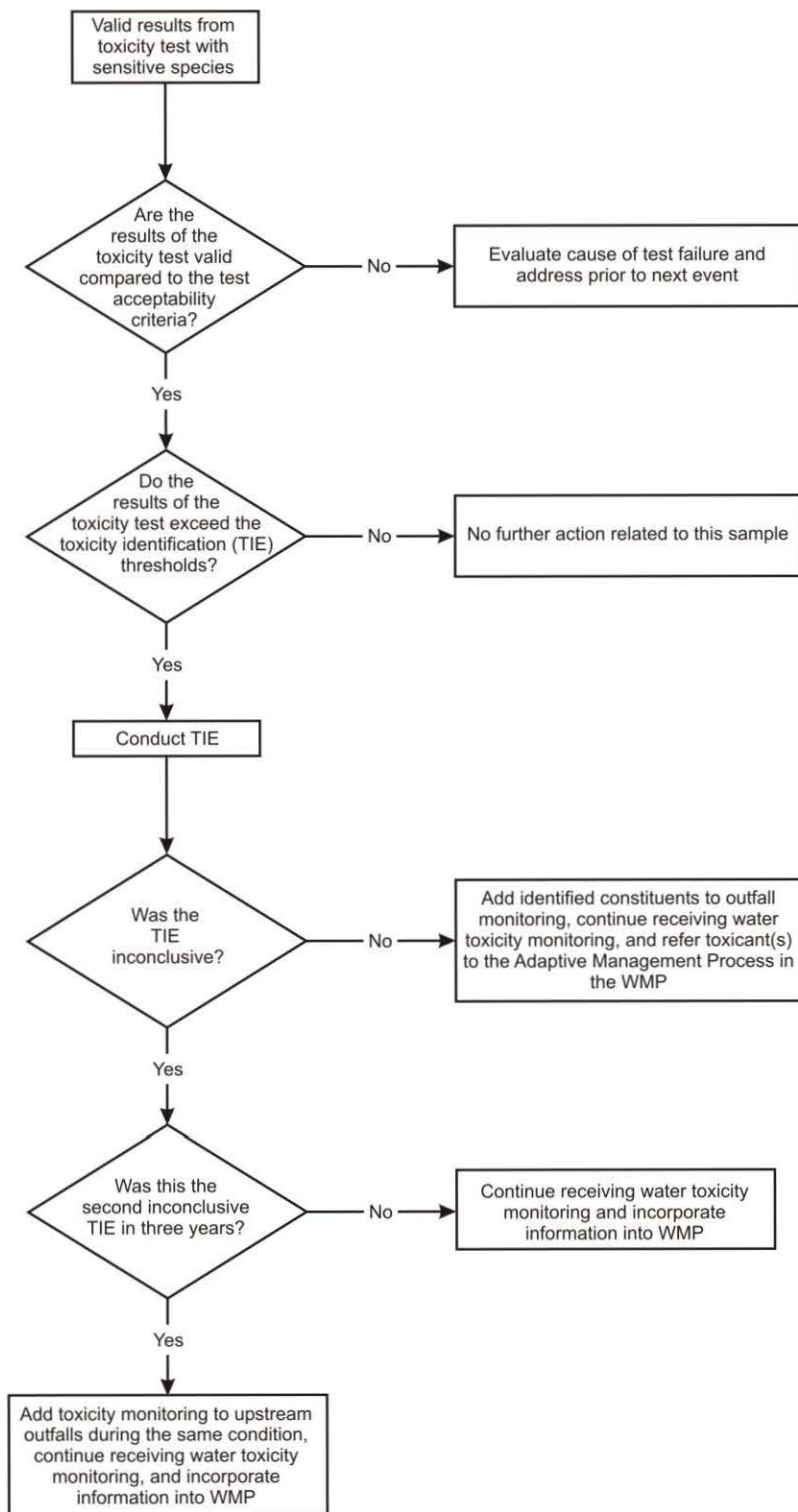 Valid results from
toxicity test with
sensitive species
Are the
results of the
toxicity test valid
compared to the test
acceptability
criteria?
No
Evaluate cause of test failure and
address prior to next event
Yes
Do the
results of the
toxicity test exceed the
toxicity identification (TIE)
thresholds?
No
No further action related to this sample
Yes
Conduct TIE
Was the
TIE
inconclusive?
No
Add identified constituents to outfall
monitoring, continue receiving water
toxicity monitoring, and refer toxicant(s)
to the Adaptive Management Process in
the WMP
Yes
Was this the
second inconclusive
TIE in three years?
No
Continue receiving water toxicity
monitoring and incorporate
information into WMP
Yes
Add toxicity monitoring to upstream
outfalls during the same condition,
continue receiving water toxicity
monitoring, and incorporate
information into WMP